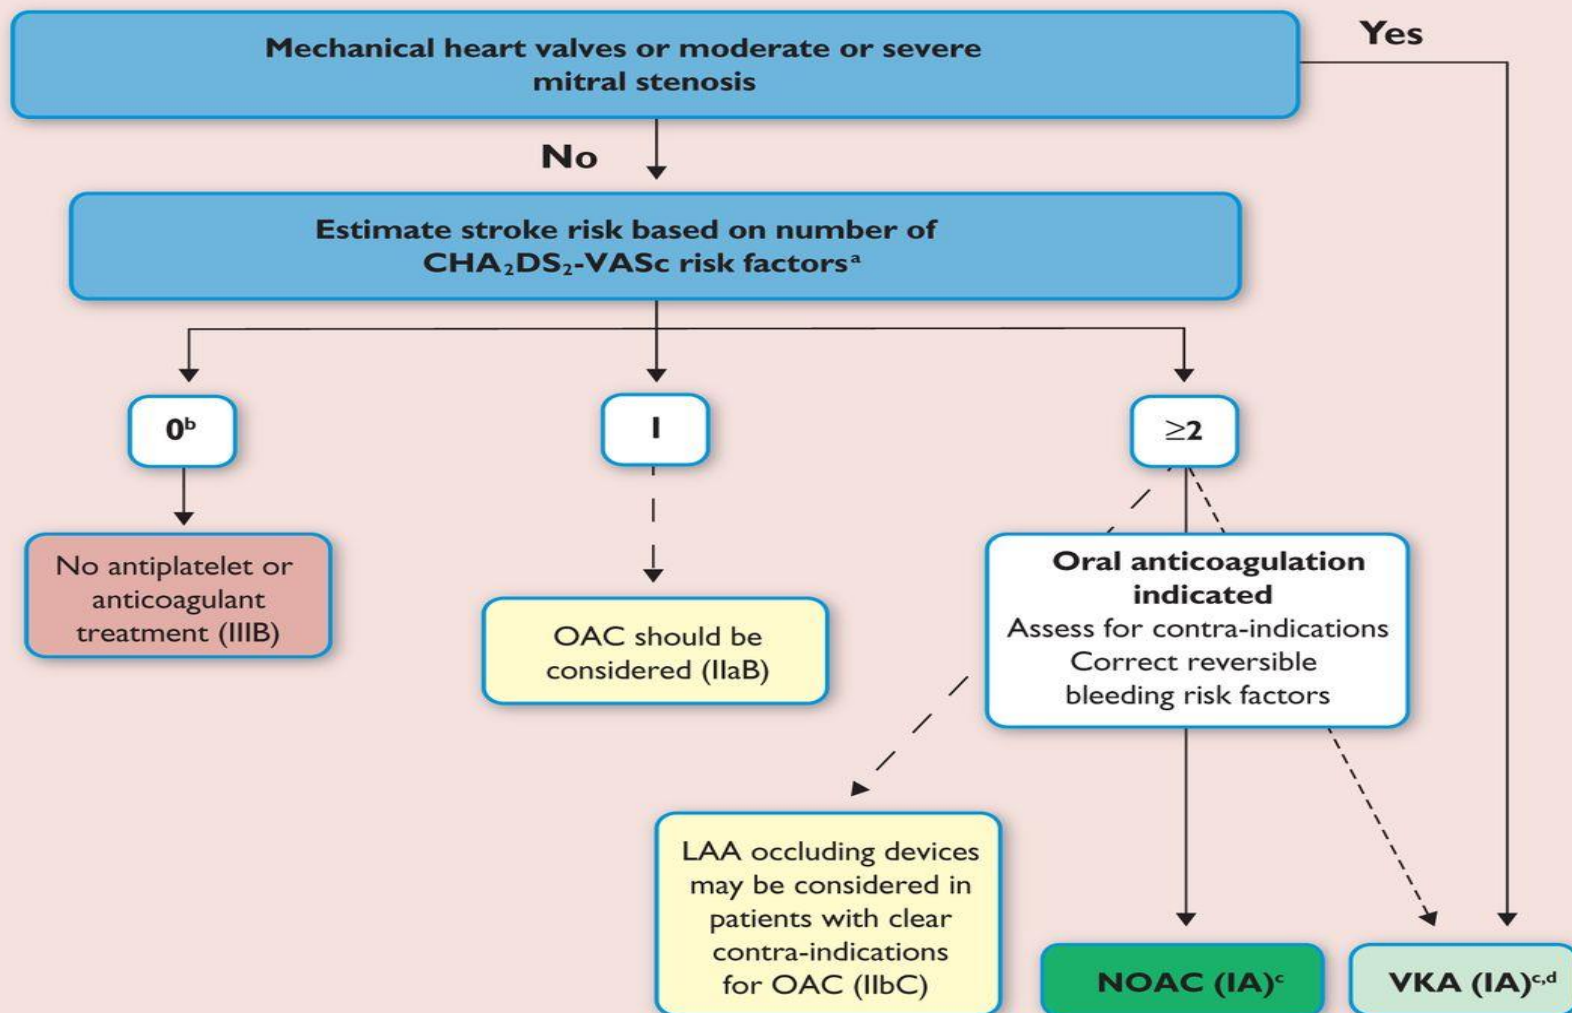 Mechanical heart valves or moderate or severe
mitral stenosis
Yes
No
Estimate stroke risk based on number of
CHA₂DS₂-VASc risk factorsᵃ
0ᵇ
I
≥2
No antiplatelet or
anticoagulant
treatment (IIIB)
OAC should be
considered (IIaB)
Oral anticoagulation
indicated
Assess for contra-indications
Correct reversible
bleeding risk factors
LAA occluding devices
may be considered in
patients with clear
contra-indications
for OAC (IIbC)
NOAC (IA)ᶜ
VKA (IA)ᶜ,ᵈ